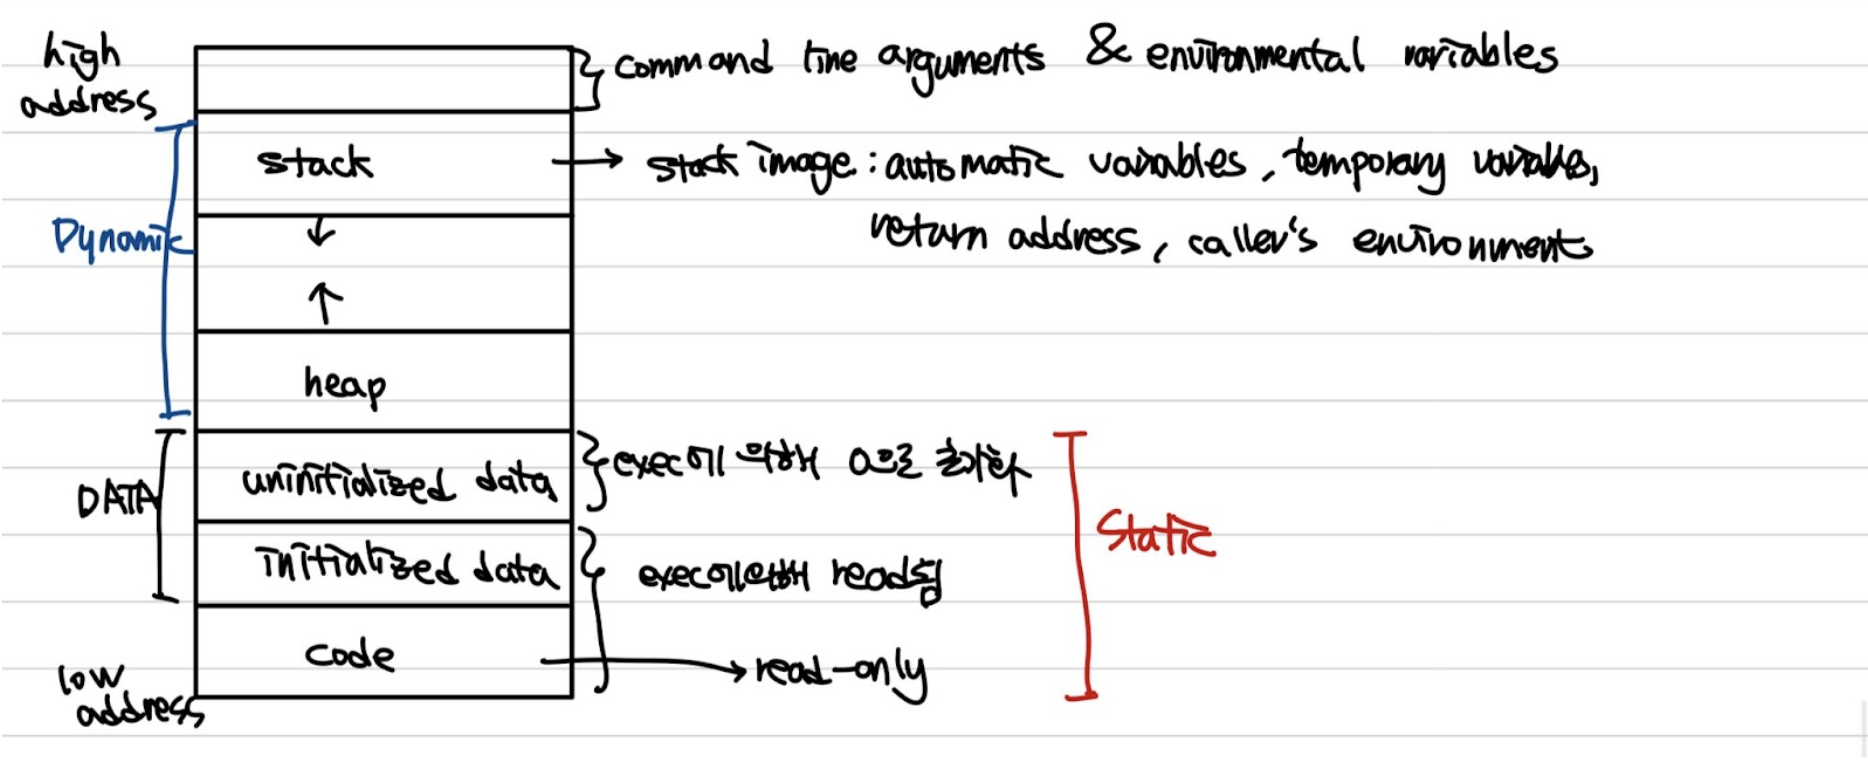 high address
command line arguments & environmental variables
stack → stack image : automatic variables, temporary variables,
return address, caller's environment
Dynamic
↓
↑
heap
DATA
uninitialized data
exec에 의해 0으로 초기화
initialized data
exec에 의해 read됨
Static
code → read-only
low address